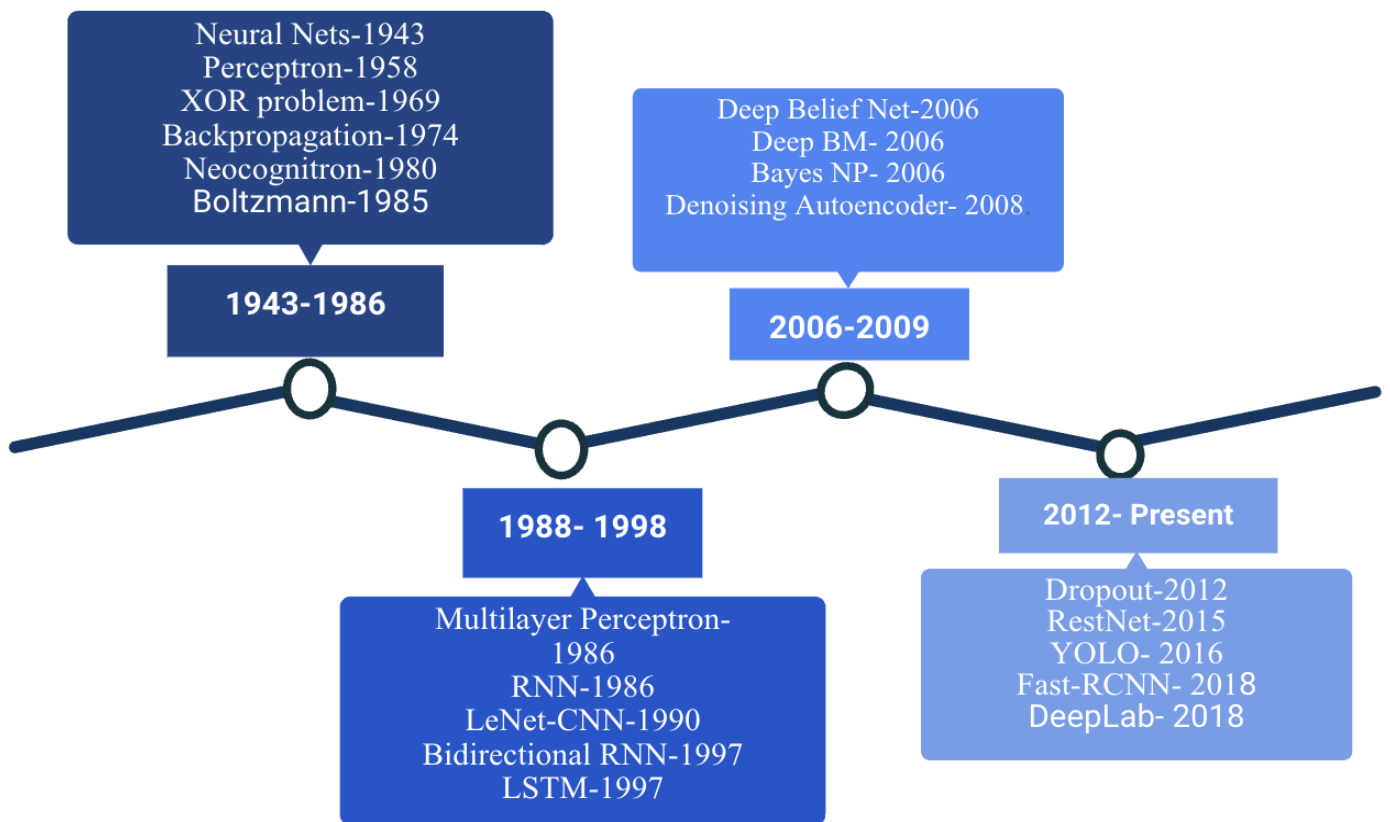 Neural Nets-1943
Perceptron-1958
XOR problem-1969
Backpropagation-1974
Neocognitron-1980
Boltzmann-1985
1943-1986
Deep Belief Net-2006
Deep BM- 2006
Bayes NP- 2006
Denoising Autoencoder- 2008.
2006-2009
1988- 1998
Multilayer Perceptron-
1986
RNN-1986
LeNet-CNN-1990
Bidirectional RNN-1997
LSTM-1997
2012- Present
Dropout-2012
RestNet-2015
YOLO- 2016
Fast-RCNN- 2018
DeepLab- 2018